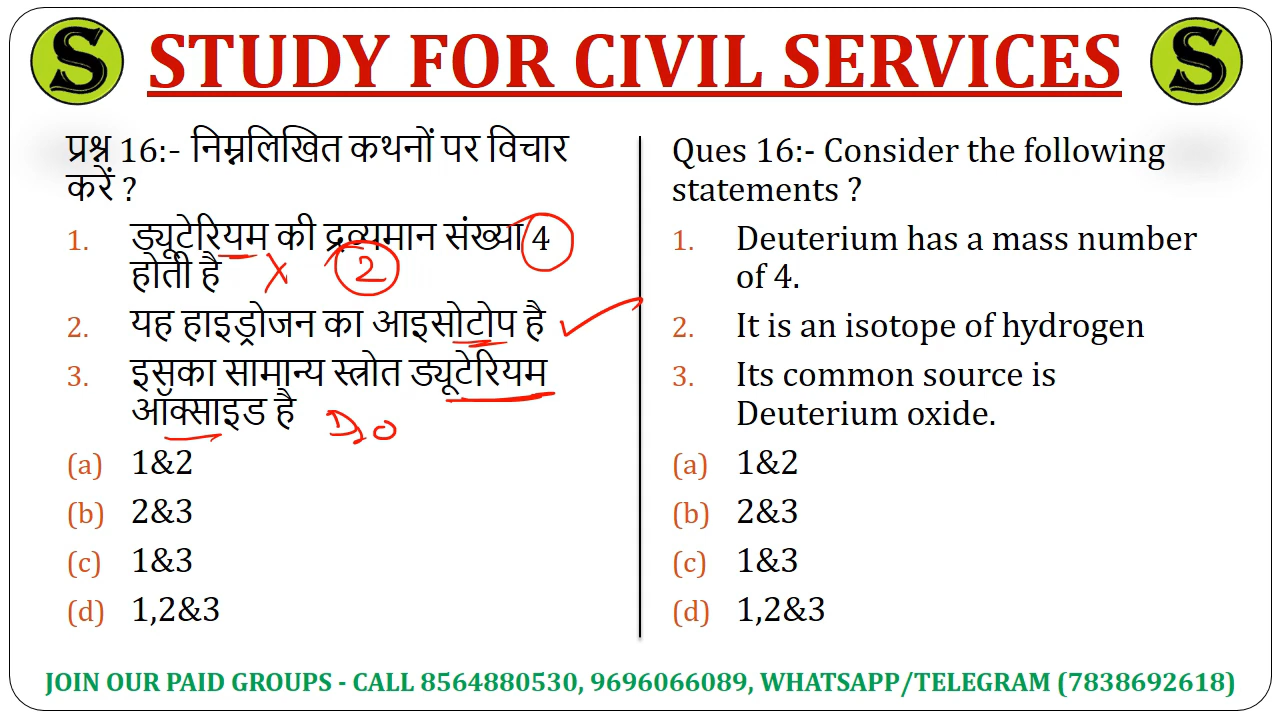 S STUDY FOR CIVIL SERVICES S
प्रश्न 16:- निम्नलिखित कथनों पर विचार
करें ?
1. ड्यूटेरियम की द्रव्यमान संख्या 4
होती है X 2
2. यह हाइड्रोजन का आइसोटोप है
3. इसका सामान्य स्त्रोत ड्यूटेरियम
ऑक्साइड है D2O
(a) 1&2
(b) 2&3
(c) 1&3
(d) 1,2&3
Ques 16:- Consider the following
statements ?
1. Deuterium has a mass number
of 4.
2. It is an isotope of hydrogen
3. Its common source is
Deuterium oxide.
(a) 1&2
(b) 2&3
(c) 1&3
(d) 1,2&3
JOIN OUR PAID GROUPS - CALL 8564880530, 9696066089, WHATSAPP/TELEGRAM (7838692618)